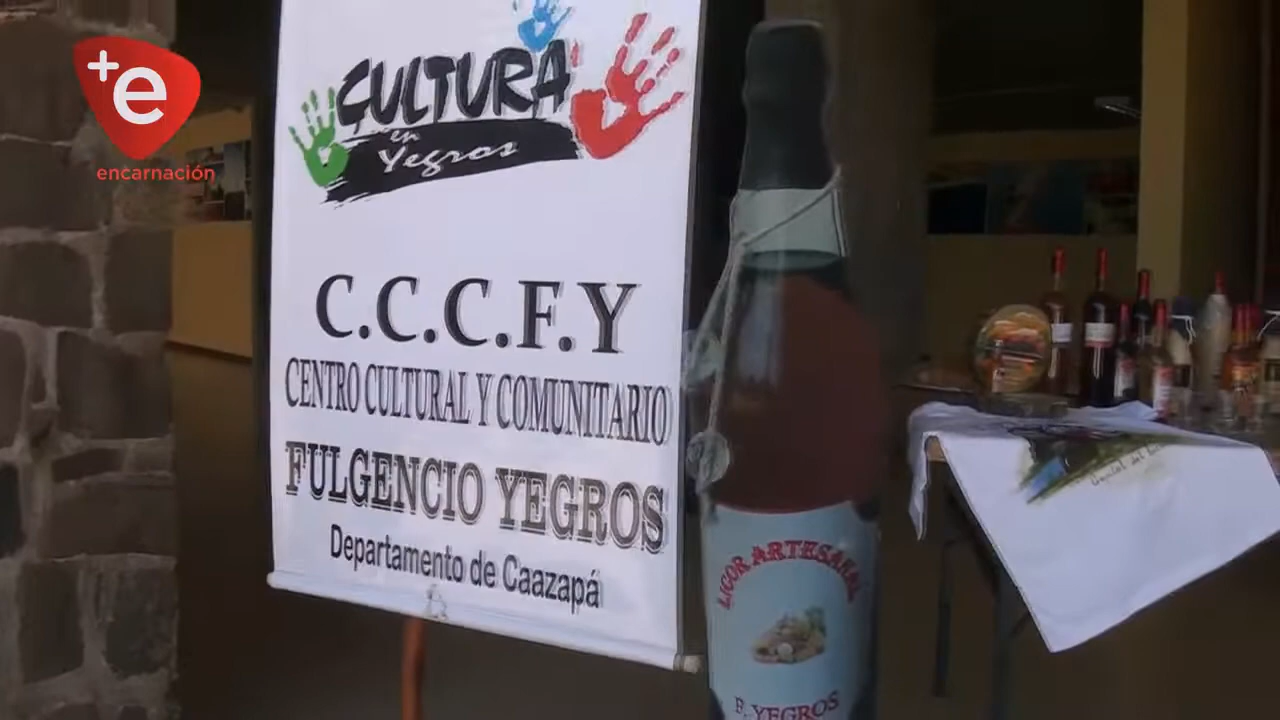 +e
encarnación
CULTURA
en
Yegros
C.C.C.F.Y
CENTRO CULTURAL Y COMUNITARIO
FULGENCIO YEGROS
Departamento de Caazapá
LICOR ARTESANAL
F. YEGROS